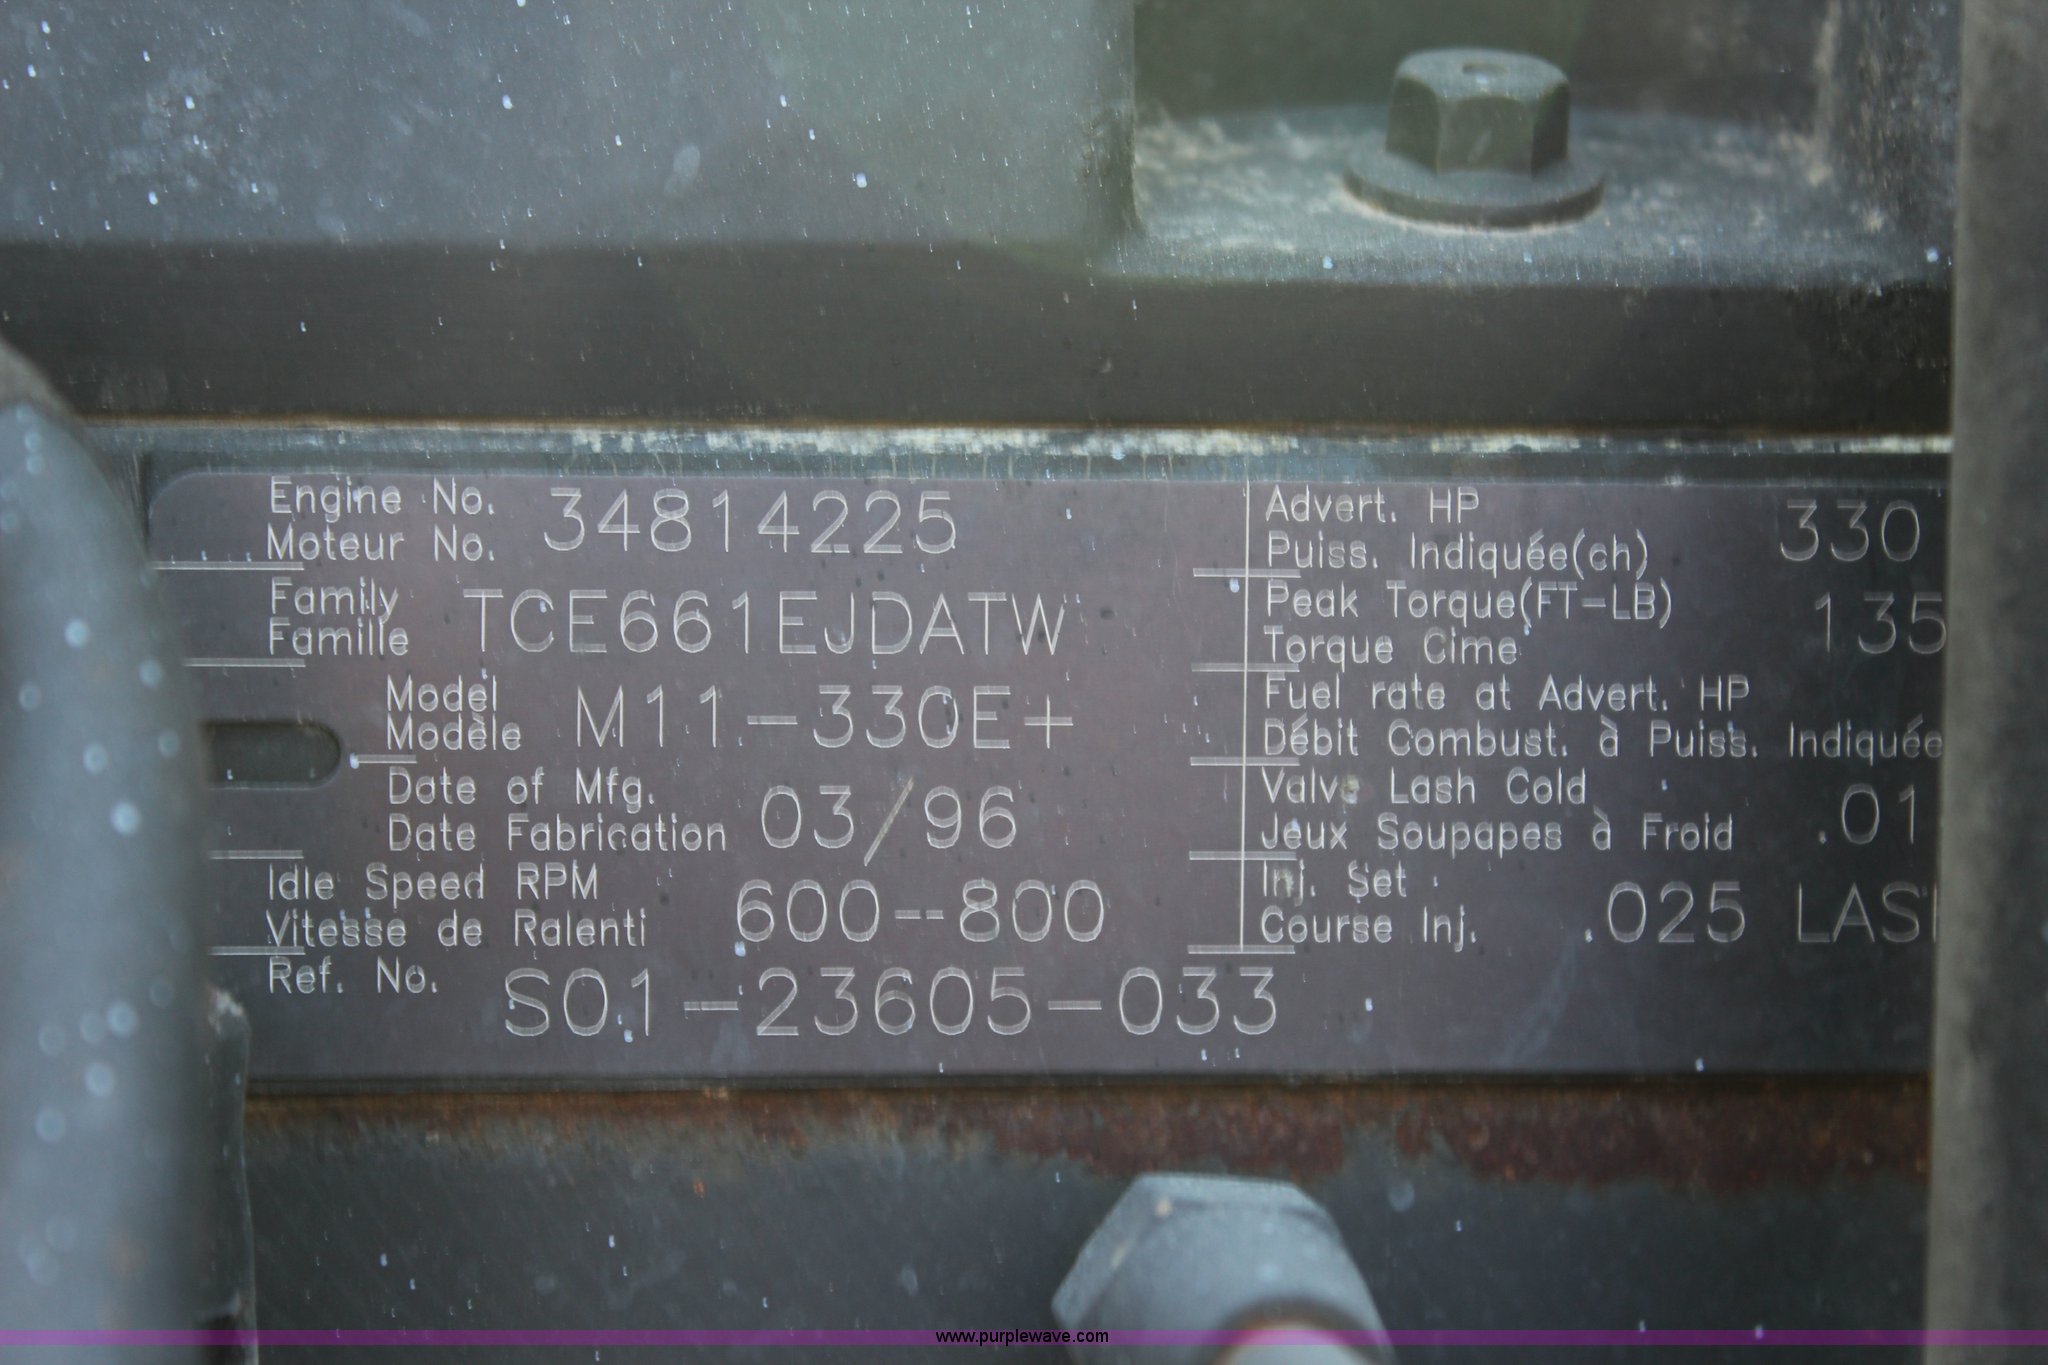 Engine No.
Moteur No. 34814225
Family
Famille TCE661EJDATW
Model
Modèle M11-330E+
Date of Mfg.
Date Fabrication 03/96
Idle Speed RPM
Vitesse de Ralenti 600--800
Ref. No. S01-23605-033
Advert. HP
Puiss. Indiquée(ch) 330
Peak Torque(FT-LB)
Torque Cime 135
Fuel rate at Advert. HP
Débit Combust. à Puiss. Indiquée
Valve Lash Cold
Jeux Soupapes à Froid .01
Inj. Set
Course Inj. .025 LAS
www.purplewave.com